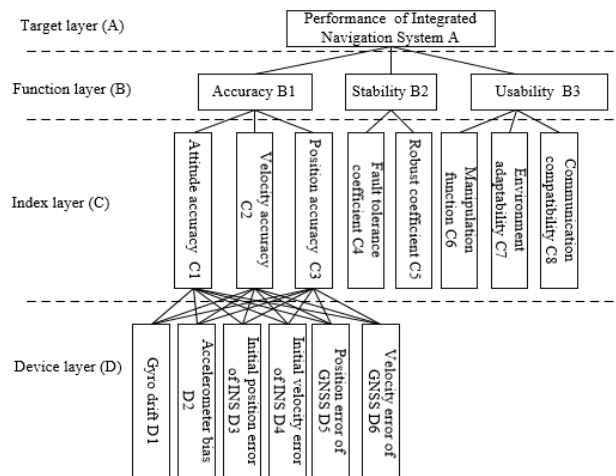 Target layer (A)
Performance of Integrated
Navigation System A
Function layer (B)
Accuracy B1
Stability B2
Usability B3
Index layer (C)
Attitude accuracy C1
Velocity accuracy
C2
Position accuracy C3
Fault tolerance
coefficient C4
Robust coefficient C5
Manipulation
function C6
Environment
adaptability C7
Communication
compatibility C8
Device layer (D)
Gyro drift D1
Accelerometer bias
D2
Initial position error
of INS D3
Initial velocity error
of INS D4
Position error of
GNSS D5
Velocity error of
GNSS D6